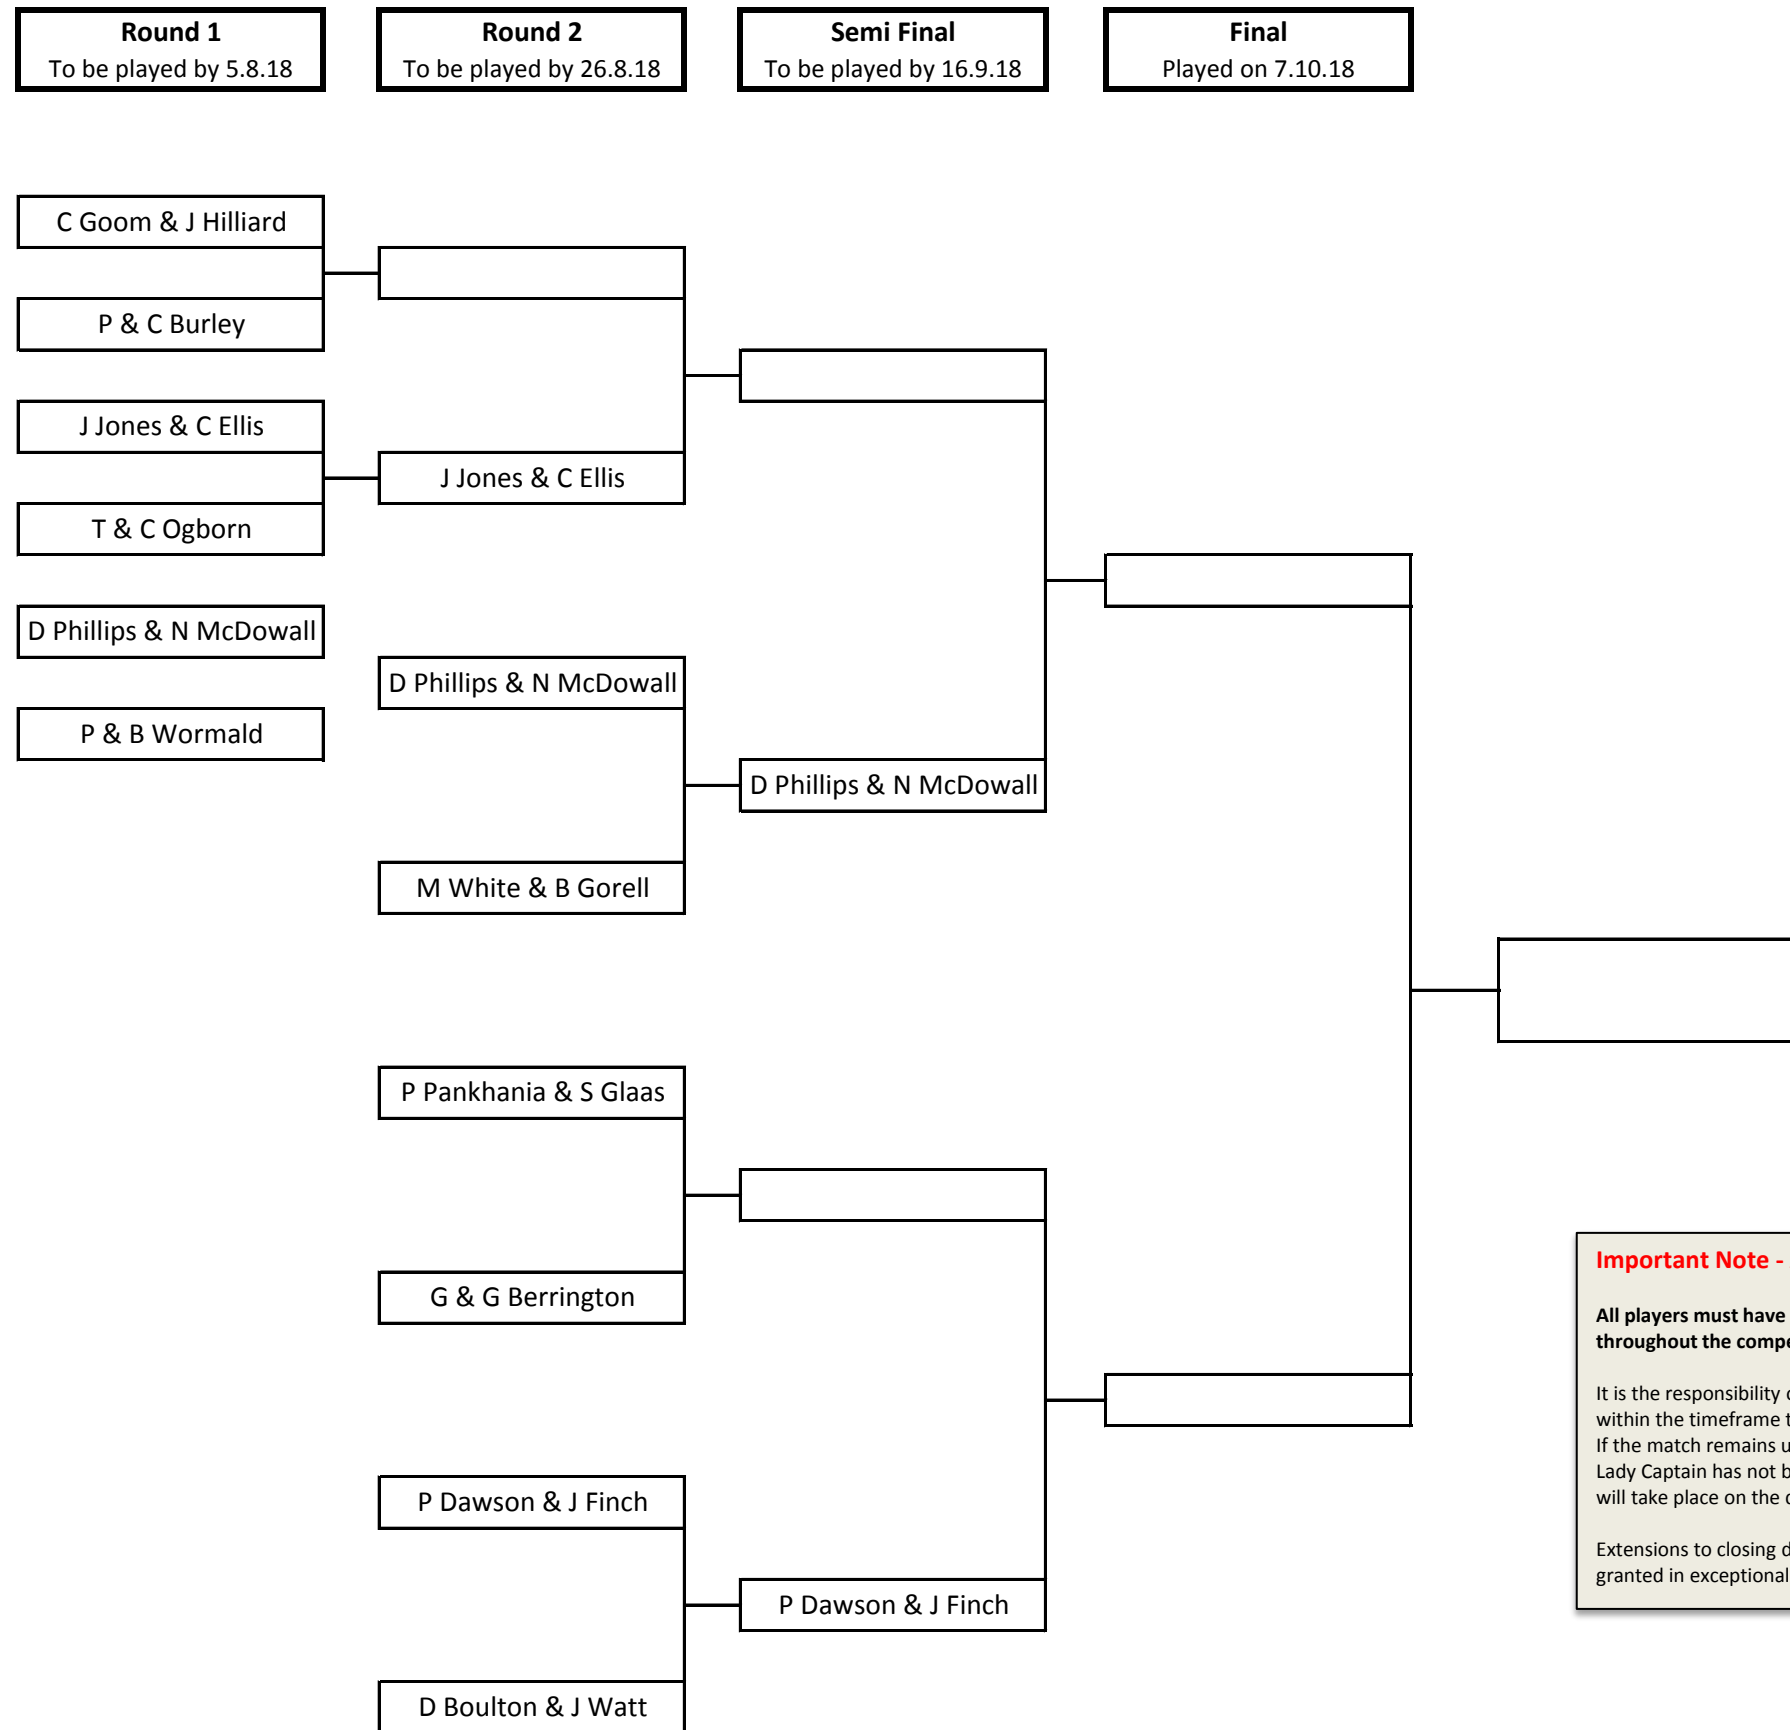 Round 1
To be played by 5.8.18
Round 2
To be played by 26.8.18
Semi Final
To be played by 16.9.18
Final
Played on 7.10.18
C Goom & J Hilliard
P & C Burley
J Jones & C Ellis
T & C Ogborn
D Phillips & N McDowall
P & B Wormald
J Jones & C Ellis
D Phillips & N McDowall
M White & B Gorell
P Pankhania & S Glaas
G & G Berrington
P Dawson & J Finch
D Boulton & J Watt
D Phillips & N McDowall
P Dawson & J Finch
Important Note -
All players must have
throughout the compe
It is the responsibility
within the timeframe t
If the match remains u
Lady Captain has not b
will take place on the
Extensions to closing d
granted in exceptional